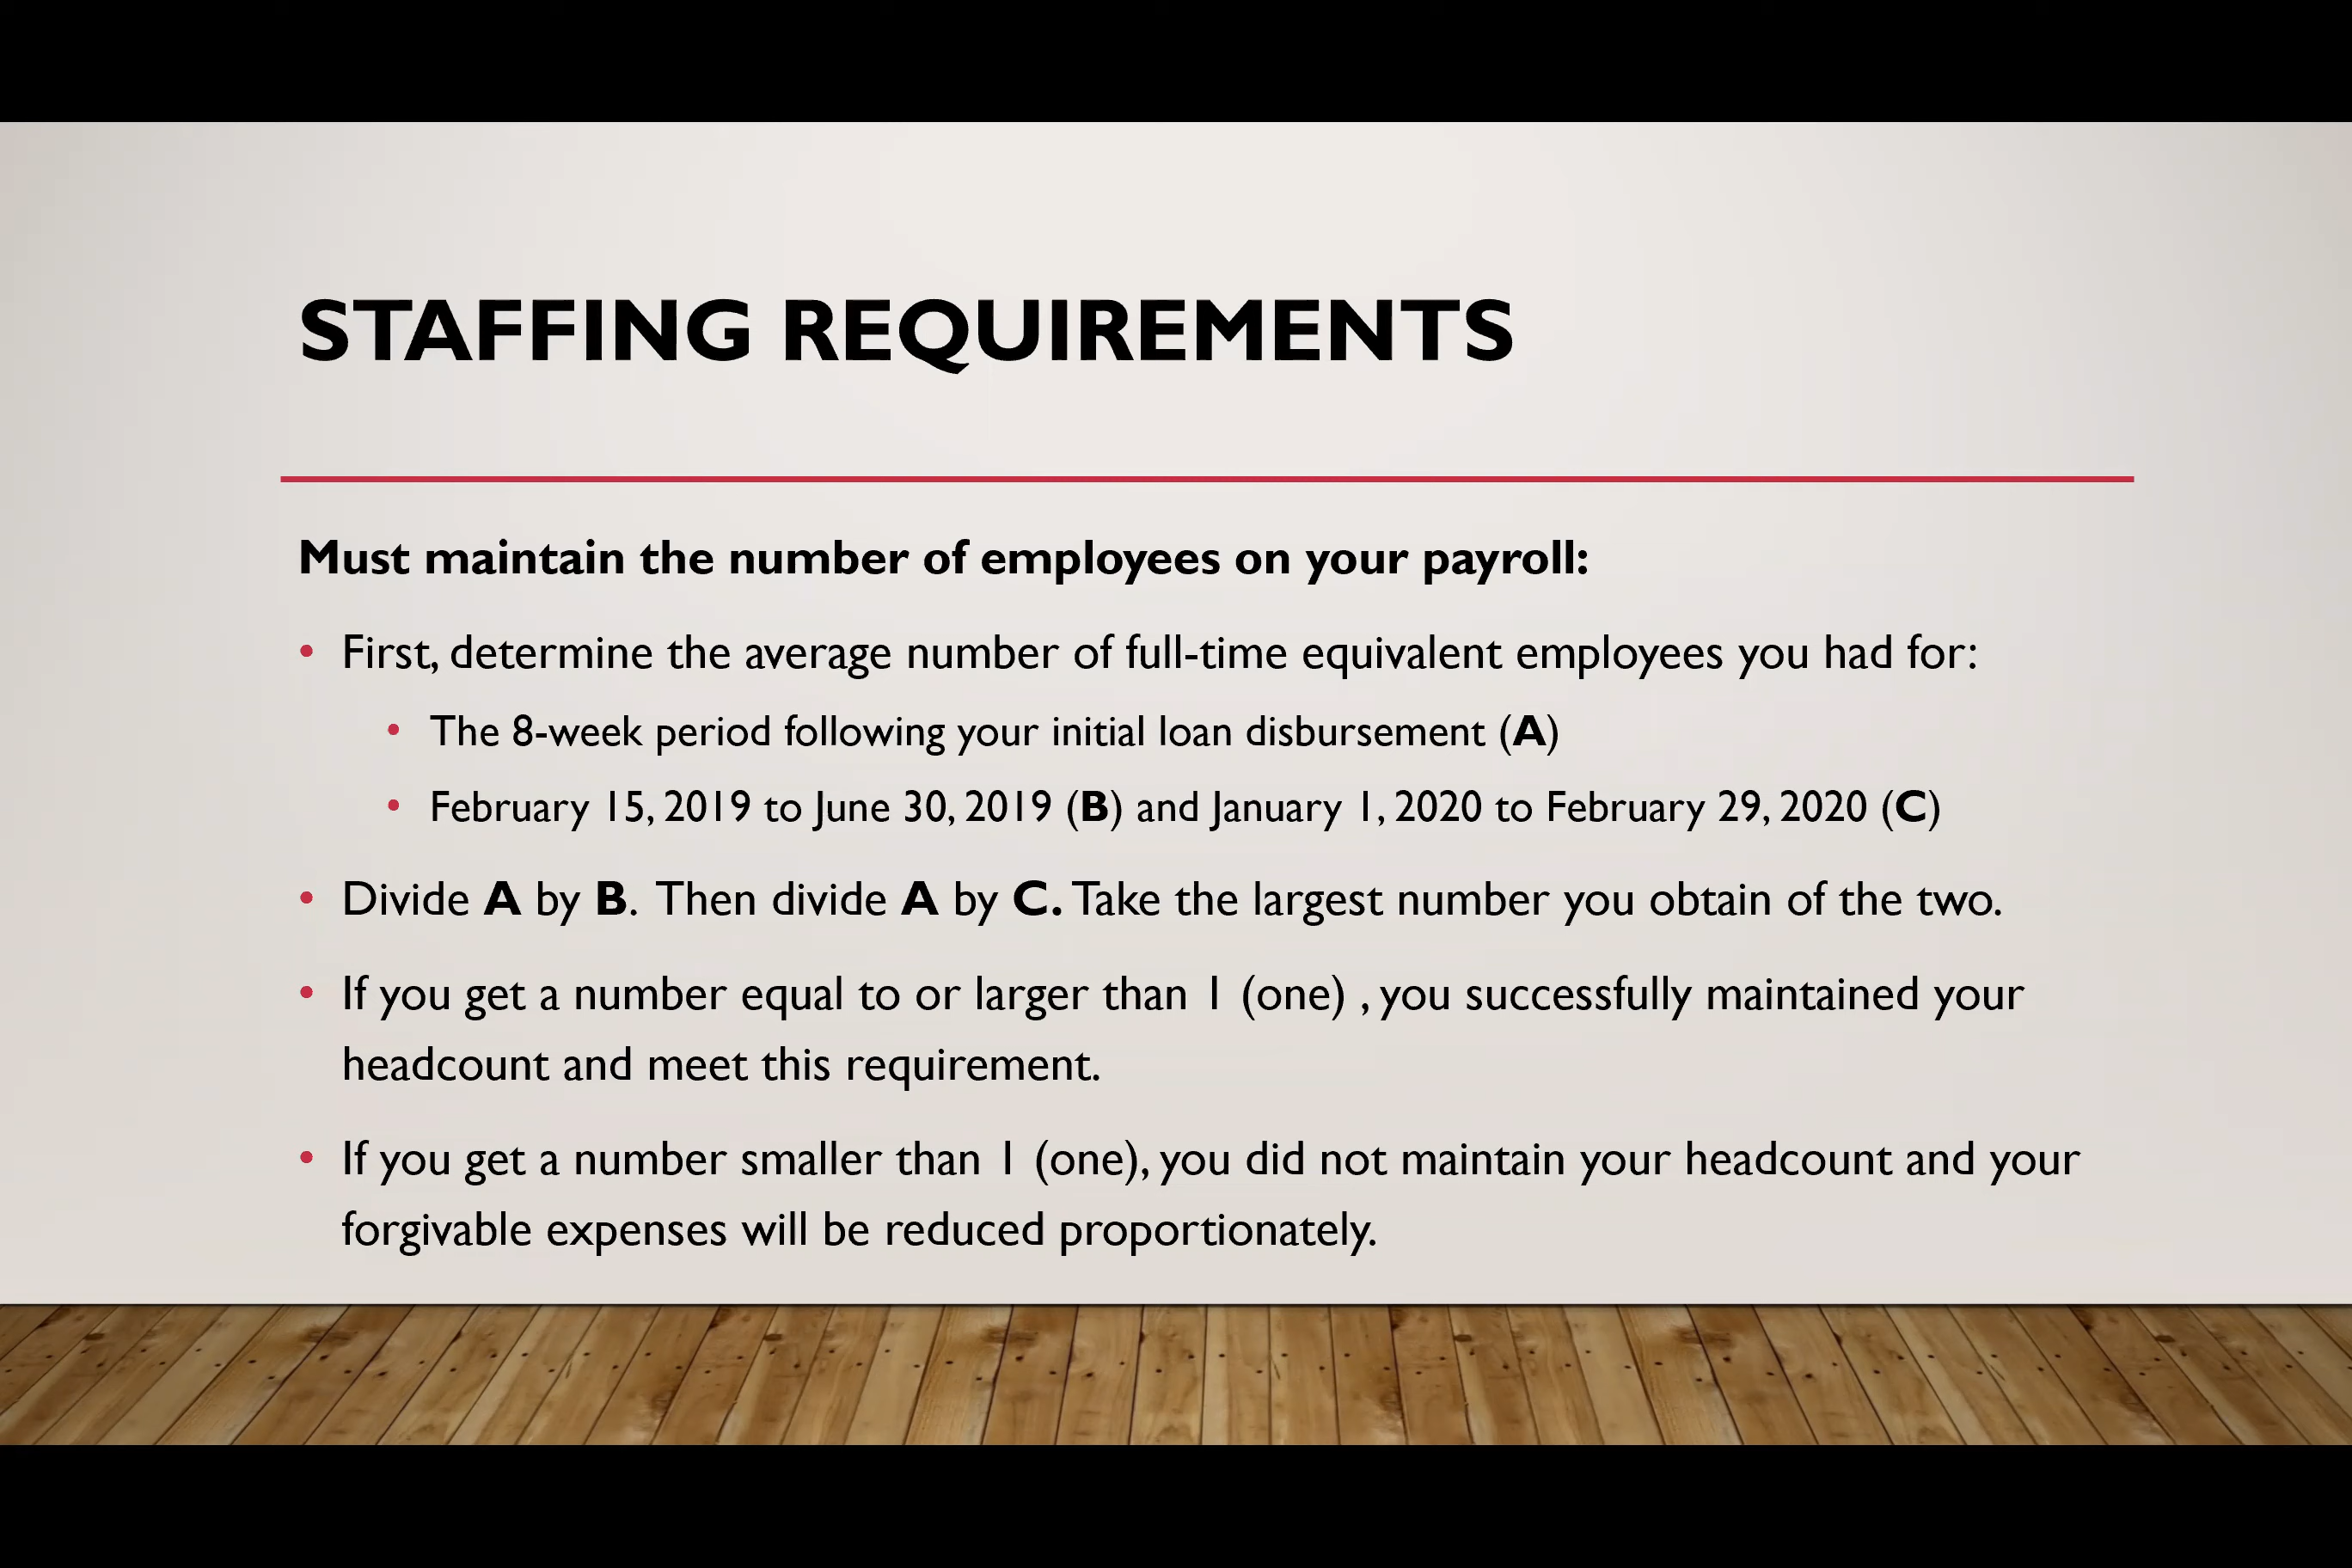 STAFFING REQUIREMENTS
Must maintain the number of employees on your payroll:
• First, determine the average number of full-time equivalent employees you had for:
• The 8-week period following your initial loan disbursement (A)
• February 15, 2019 to June 30, 2019 (B) and January 1, 2020 to February 29, 2020 (C)
• Divide A by B. Then divide A by C. Take the largest number you obtain of the two.
• If you get a number equal to or larger than 1 (one) , you successfully maintained your
headcount and meet this requirement.
• If you get a number smaller than 1 (one), you did not maintain your headcount and your
forgivable expenses will be reduced proportionately.